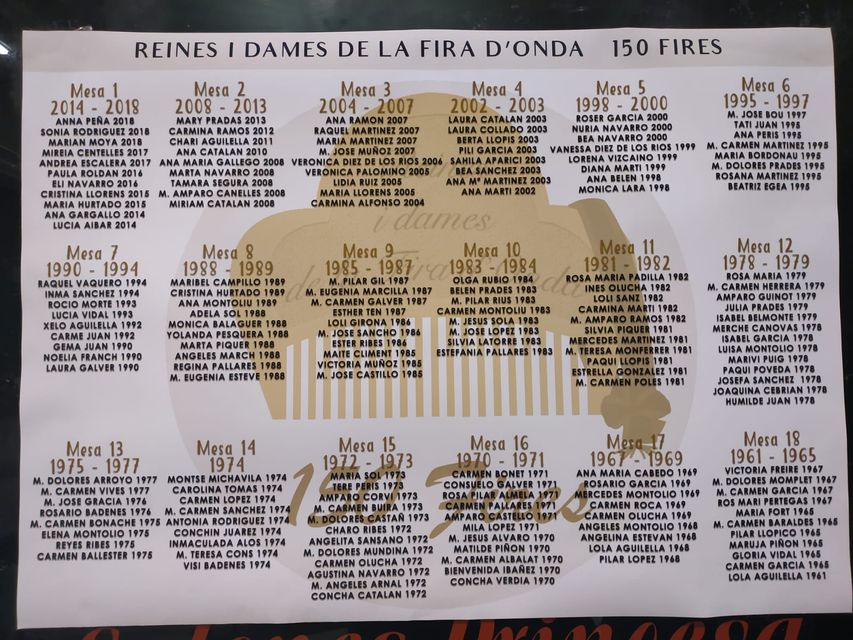 REINES I DAMES DE LA FIRA D'ONDA 150 FIRES
Mesa 1
2014 - 2018
ANNA PEÑA 2018
SONIA RODRIGUEZ 2018
MARIAN MOYA 2018
MIREIA CENTELLES 2017
ANDREA ESCALERA 2017
PAULA ROLDAN 2016
ELI NAVARRO 2016
CRISTINA LLORENS 2015
MARIA HURTADO 2015
ANA GARGALLO 2014
LUCIA AIBAR 2014
Mesa 2
2008 - 2013
MARY PRADAS 2013
CARMINA RAMOS 2012
CHARI AGUILELLA 2011
ANA CATALAN 2010
ANA MARIA GALLEGO 2008
MARTA NAVARRO 2008
TAMARA SEGURA 2008
M. AMPARO CANELLES 2008
MIRIAM CATALAN 2008
Mesa 3
2004 - 2007
ANA RAMON 2007
RAQUEL MARTINEZ 2007
MARIA MARTINEZ 2007
M. JOSE MUÑOZ 2007
VERONICA DIEZ DE LOS RIOS 2006
VERONICA PALOMINO 2005
LIDIA RUIZ 2005
MARIA LLORENS 2005
CARMINA ALFONSO 2004
Mesa 4
2002 - 2003
LAURA CATALAN 2003
LAURA COLLADO 2003
BERTA LLOPIS 2003
PILI GARCIA 2003
SAHILA APARICI 2003
BEA SANCHEZ 2003
ANA Mª MARTINEZ 2003
ANA MARTI 2002
Mesa 5
1998 - 2000
ROSER GARCIA 2000
NURIA NAVARRO 2000
BEA NAVARRO 2000
VANESSA DIEZ DE LOS RIOS 1999
LORENA VIZCAINO 1999
DIANA MARTI 1999
ANA BELEN 1998
MONICA LARA 1998
Mesa 6
1995 - 1997
M. JOSE BOU 1997
TATI JUAN 1995
ANA PERIS 1995
M. CARMEN MARTINEZ 1995
MARIA BORDONAU 1995
M. DOLORES PRADES 1995
ROSANA MARTINEZ 1995
BEATRIZ EGEA 1995
i dames
Mesa 7
1990 - 1994
RAQUEL VAQUERO 1994
INMA SANCHEZ 1994
ROCIO MORTE 1993
LUCIA VIDAL 1993
XELO AGUILELLA 1992
CARME JUAN 1992
GEMA JUAN 1990
NOELIA FRANCH 1990
LAURA GALVER 1990
Mesa 8
1988 - 1989
MARIBEL CAMPILLO 1989
CRISTINA HURTADO 1989
ANA MONTOLIU 1989
ADELA SOL 1988
MONICA BALAGUER 1988
YOLANDA PESQUERA 1988
MARTA PIQUER 1988
ANGELES MARCH 1988
REGINA PALLARES 1988
M. EUGENIA ESTEVE 1988
Mesa 9
1985 - 1987
M. PILAR GIL 1987
M. EUGENIA MARCILLA 1987
M. CARMEN GALVER 1987
ESTHER TEN 1987
LOLI GIRONA 1986
M. JOSE SANCHO 1986
ESTER RIBES 1986
MAITE CLIMENT 1985
VICTORIA MUÑOZ 1985
M. JOSE CASTILLO 1985
Mesa 10
1983 - 1984
OLGA RUBIO 1984
BELEN PRADES 1983
M. PILAR RIUS 1983
CARMEN MONTOLIU 1983
M. JESUS SOLA 1983
M. JOSE LOPEZ 1983
SILVIA LATORRE 1983
ESTEFANIA PALLARES 1983
Mesa 11
1981 - 1982
ROSA MARIA PADILLA 1982
INES OLUCHA 1982
LOLI SANZ 1982
CARMINA MARTI 1982
M. AMPARO RAMOS 1982
SILVIA PIQUER 1981
MERCEDES MARTINEZ 1981
M. TERESA MONFERRER 1981
PAQUI LLOPIS 1981
ESTRELLA GONZALEZ 1981
M. CARMEN POLES 1981
Mesa 12
1978 - 1979
ROSA MARIA 1979
M. CARMEN HERRERA 1979
AMPARO GUINOT 1979
JULIA PRADES 1979
ISABEL BELMONTE 1979
MERCHE CANOVAS 1978
ISABEL GARCIA 1978
LUISA MONTOLIO 1978
MARIVI PUIG 1978
PAQUI POVEDA 1978
JOSEFA SANCHEZ 1978
JOAQUINA CEBRIAN 1978
HUMILDE JUAN 1978
Mesa 13
1975 - 1977
M. DOLORES ARROYO 1977
M. CARMEN VIVES 1977
M. JOSE GRACIA 1976
ROSARIO BADENES 1976
M. CARMEN BONACHE 1975
ELENA MONTOLIO 1975
REYES RIBES 1975
CARMEN BALLESTER 1975
Mesa 14
1974
MONTSE MICHAVILA 1974
CAROLINA TOMAS 1974
CARMEN LOPEZ 1974
M. CARMEN SANCHEZ 1974
ANTONIA RODRIGUEZ 1974
CONCHIN JUAREZ 1974
INMACULADA ALOS 1974
M. TERESA CONS 1974
VISI BADENES 1974
Mesa 15
1972 - 1973
MARIA SOL 1973
TERE PERIS 1973
AMPARO CORVI 1973
M. CARMEN BUIRA 1973
M. DOLORES CASTAN 1973
CHARO RIBES 1972
ANGELITA SANSANO 1972
M. DOLORES MUNDINA 1972
CARMEN OLUCHA 1972
AGUSTINA NAVARRO 1972
M. ANGELES ARNAL 1972
CONCHA CATALAN 1972
Mesa 16
1970 - 1971
CARMEN BONET 1971
CONSUELO GALVER 1971
ROSA PILAR ALMELA 1971
CARMEN PALLARES 1971
AMPARO CASTELLO 1971
MILA LOPEZ 1971
M. JESUS ALVARO 1970
MATILDE PIÑON 1970
M. CARMEN ALBALAT 1970
BIENVENIDA IBAÑEZ 1970
CONCHA VERDIA 1970
Mesa 17
1967 - 1969
ANA MARIA CABEDO 1969
ROSARIO GARCIA 1969
MERCEDES MONTOLIO 1969
CARMEN ROCA 1969
CARMEN OLUCHA 1969
ANGELES MONTOLIO 1968
ANGELINA ESTEVAN 1968
LOLA AGUILELLA 1968
PILAR LOPEZ 1968
Mesa 18
1961 - 1965
VICTORIA FREIRE 1967
M. DOLORES MOMPLET 1967
M. CARMEN GARCIA 1967
ROS MARI PERTEGAS 1967
MARIA FORT 1965
M. CARMEN BARALDES 1965
PILAR LLOPICO 1965
MARUJA PIÑON 1965
GLORIA VIDAL 1965
CARMEN GARCIA 1965
LOLA AGUILELLA 1961
150 Fires
Salones Princesa